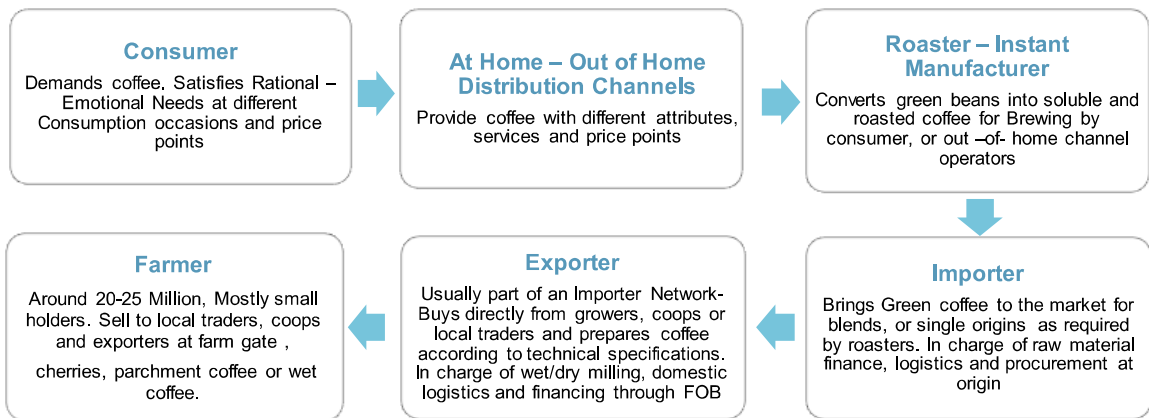 Consumer
Demands coffee. Satisfies Rational –
Emotional Needs at different
Consumption occasions and price
points
At Home – Out of Home
Distribution Channels
Provide coffee with different attributes,
services and price points
Roaster – Instant
Manufacturer
Converts green beans into soluble and
roasted coffee for Brewing by
consumer, or out –of- home channel
operators
Importer
Brings Green coffee to the market for
blends, or single origins as required
by roasters. In charge of raw material
finance, logistics and procurement at
origin
Exporter
Usually part of an Importer Network-
Buys directly from growers, coops or
local traders and prepares coffee
according to technical specifications.
In charge of wet/dry milling, domestic
logistics and financing through FOB
Farmer
Around 20-25 Million, Mostly small
holders. Sell to local traders, coops
and exporters at farm gate ,
cherries, parchment coffee or wet
coffee.